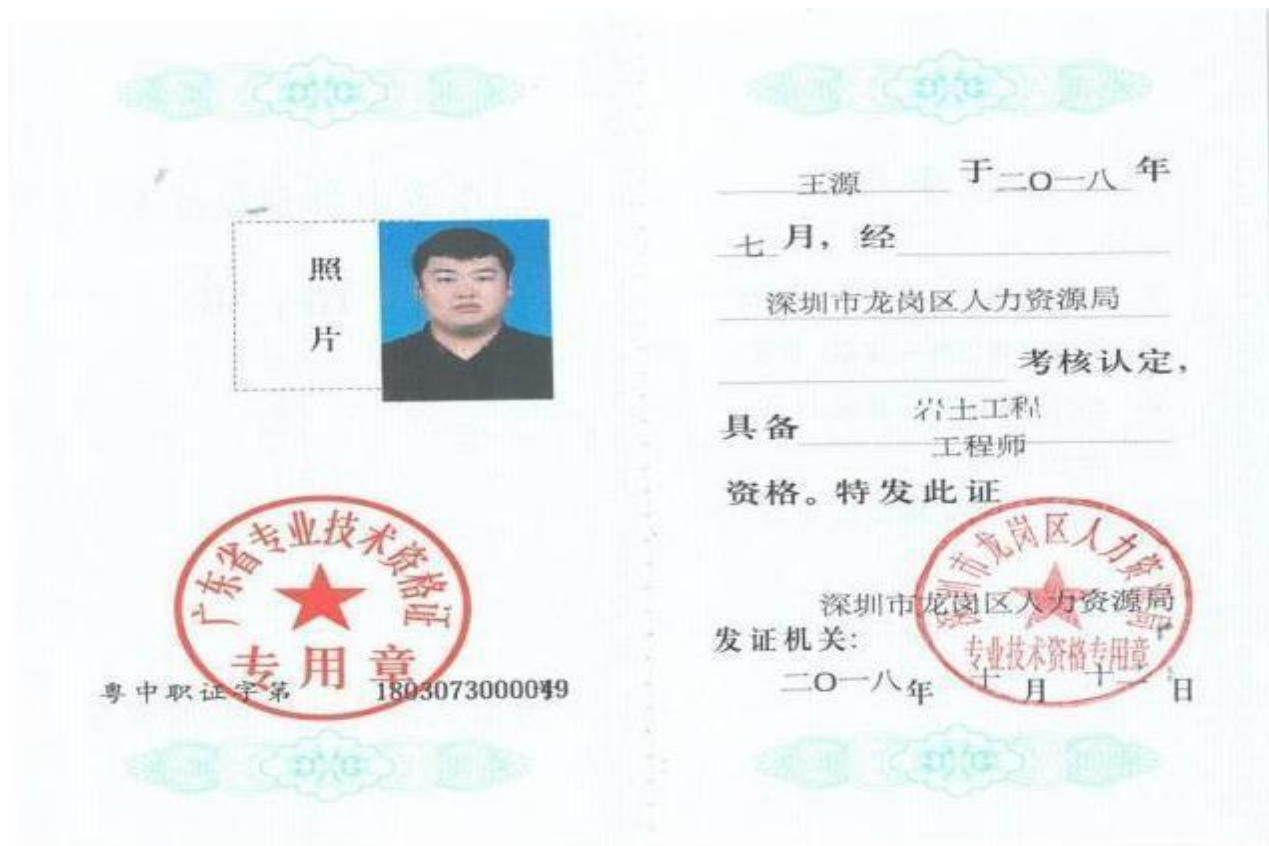 照
片
广东省专业技术资格证
专用章
粤中职证字第 1803073000049
王源 于二〇一八年
七月，经
深圳市龙岗区人力资源局
考核认定，
具备 岩土工程
工程师
资格。特发此证
深圳市龙岗区人力资源局
专业技术资格专用章
深圳市龙岗区人力资源局
发证机关：
二〇一八年十月十一日